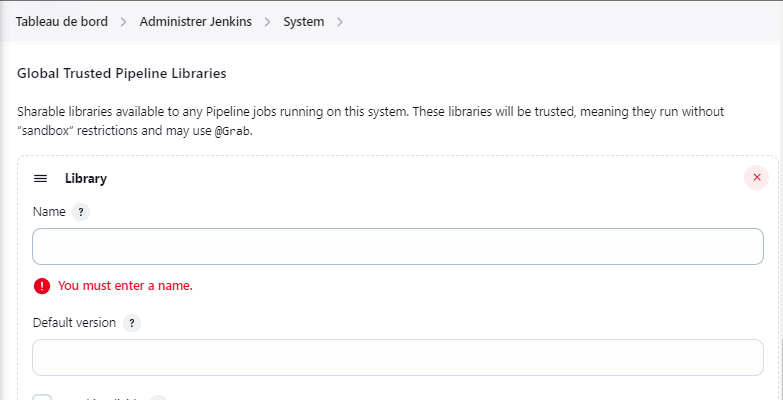 Tableau de bord > Administrer Jenkins > System >
Global Trusted Pipeline Libraries
Sharable libraries available to any Pipeline jobs running on this system. These libraries will be trusted, meaning they run without
“sandbox” restrictions and may use @Grab.
Library
Name ?
You must enter a name.
Default version ?